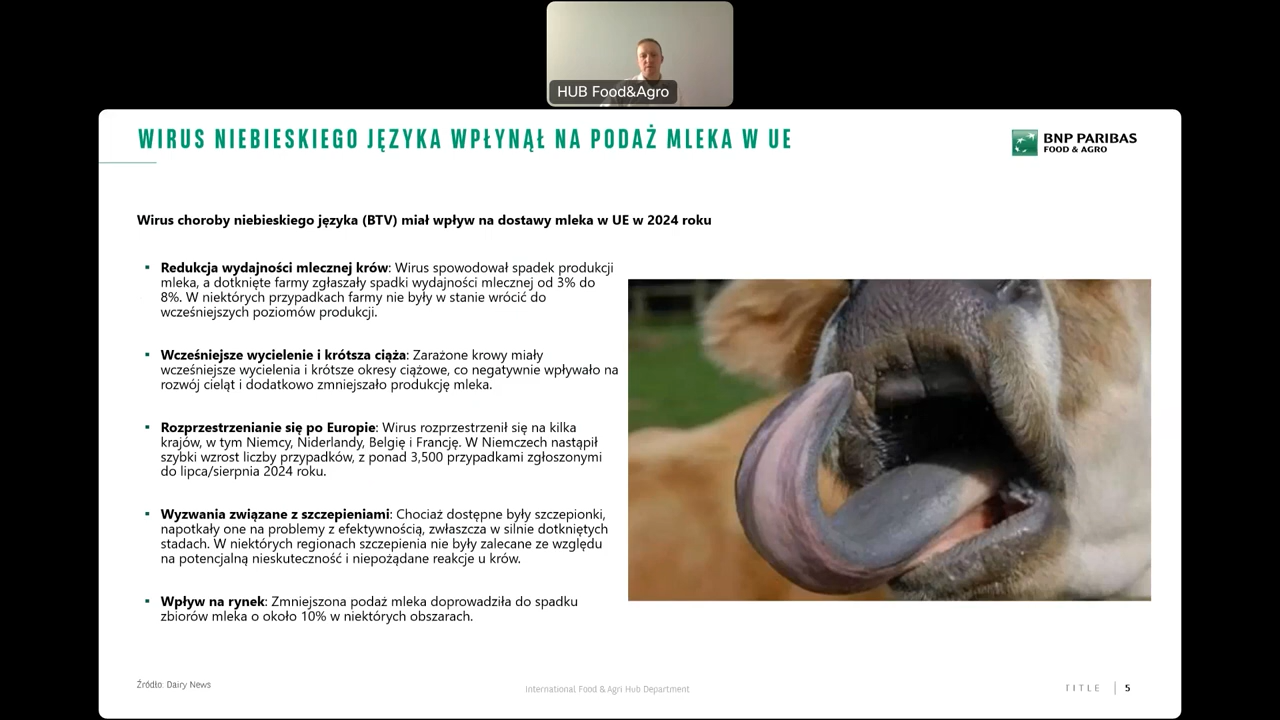 HUB Food&Agro
WIRUS NIEBIESKIEGO JĘZYKA WPŁYNĄŁ NA PODAŻ MLEKA W UE
BNP PARIBAS
FOOD & AGRO
Wirus choroby niebieskiego języka (BTV) miał wpływ na dostawy mleka w UE w 2024 roku
▪ Redukcja wydajności mlecznej krów: Wirus spowodował spadek produkcji
mleka, a dotknięte farmy zgłaszały spadki wydajności mlecznej od 3% do
8%. W niektórych przypadkach farmy nie były w stanie wrócić do
wcześniejszych poziomów produkcji.
▪ Wcześniejsze wycielenie i krótsza ciąża: Zarażone krowy miały
wcześniejsze wycielenia i krótsze okresy ciążowe, co negatywnie wpływało na
rozwój cieląt i dodatkowo zmniejszało produkcję mleka.
▪ Rozprzestrzenianie się po Europie: Wirus rozprzestrzenił się na kilka
krajów, w tym Niemcy, Niderlandy, Belgię i Francję. W Niemczech nastąpił
szybki wzrost liczby przypadków, z ponad 3,500 przypadkami zgłoszonymi
do lipca/sierpnia 2024 roku.
▪ Wyzwania związane z szczepieniami: Chociaż dostępne były szczepionki,
napotkały one na problemy z efektywnością, zwłaszcza w silnie dotkniętych
stadach. W niektórych regionach szczepienia nie były zalecane ze względu
na potencjalną nieskuteczność i niepożądane reakcje u krów.
▪ Wpływ na rynek: Zmniejszona podaż mleka doprowadziła do spadku
zbiorów mleka o około 10% w niektórych obszarach.
Źródło: Dairy News
International Food & Agri Hub Department
TITLE | 5